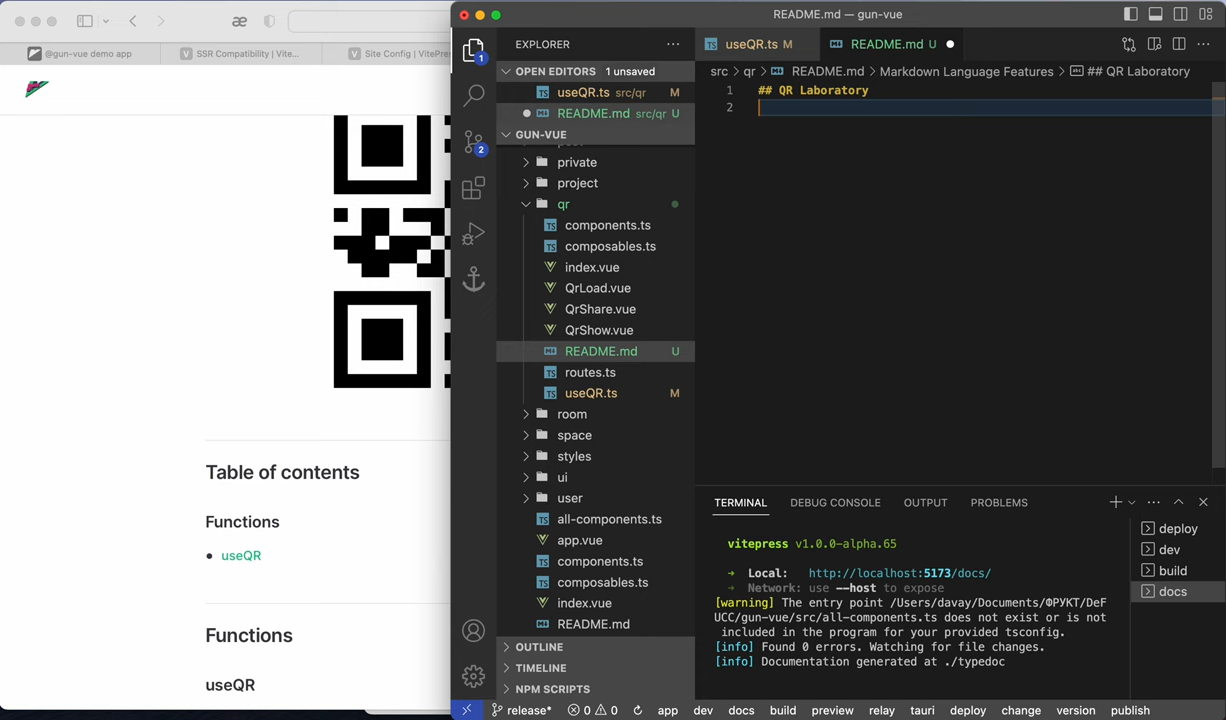 @gun-vue demo app
SSR Compatibility | Vite...
Site Config | VitePres
æ
Table of contents
Functions
useQR
Functions
useQR
README.md — gun-vue
EXPLORER
OPEN EDITORS 1 unsaved
useQR.ts src/qr M
README.md src/qr U
GUN-VUE
private
project
qr
components.ts
composables.ts
index.vue
QrLoad.vue
QrShare.vue
QrShow.vue
README.md U
routes.ts
useQR.ts M
room
space
styles
ui
user
all-components.ts
app.vue
components.ts
composables.ts
index.vue
README.md
OUTLINE
TIMELINE
NPM SCRIPTS
1
2
useQR.ts M
README.md U
src > qr > README.md > Markdown Language Features > ## QR Laboratory
1 ## QR Laboratory
2
TERMINAL DEBUG CONSOLE OUTPUT PROBLEMS
vitepress v1.0.0-alpha.65
➜ Local: http://localhost:5173/docs/
➜ Network: use --host to expose
[warning] The entry point /Users/davay/Documents/ФРУКТ/DeF
UCC/gun-vue/src/all-components.ts does not exist or is not
included in the program for your provided tsconfig.
[info] Found 0 errors. Watching for file changes.
[info] Documentation generated at ./typedoc
deploy
dev
build
docs
release* 0 0 app dev docs build preview relay tauri deploy change version publish